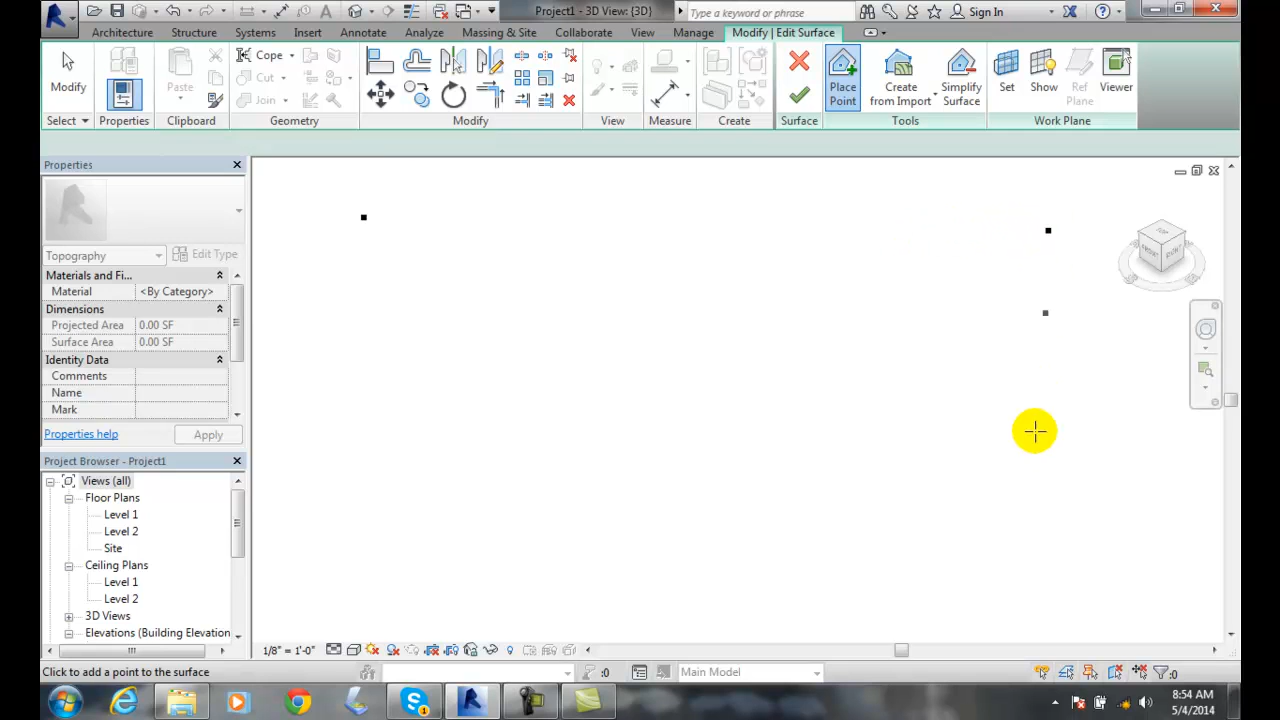 Project1 - 3D View: {3D}
Type a keyword or phrase
Sign In
Architecture
Structure
Systems
Insert
Annotate
Analyze
Massing & Site
Collaborate
View
Manage
Modify | Edit Surface
Modify
Paste
Cope
Cut
Join
Place
Point
Create
from Import
Simplify
Surface
Set
Show
Ref
Plane
Viewer
Select
Properties
Clipboard
Geometry
Modify
View
Measure
Create
Surface
Tools
Work Plane
Properties
Topography
Edit Type
Materials and Fi...
Material
<By Category>
Dimensions
Projected Area
0.00 SF
Surface Area
0.00 SF
Identity Data
Comments
Name
Mark
Properties help
Apply
Project Browser - Project1
Views (all)
Floor Plans
Level 1
Level 2
Site
Ceiling Plans
Level 1
Level 2
3D Views
Elevations (Building Elevation
TOP
FRONT
RIGHT
1/8" = 1'-0"
Click to add a point to the surface
:0
Main Model
:0
8:54 AM
5/4/2014